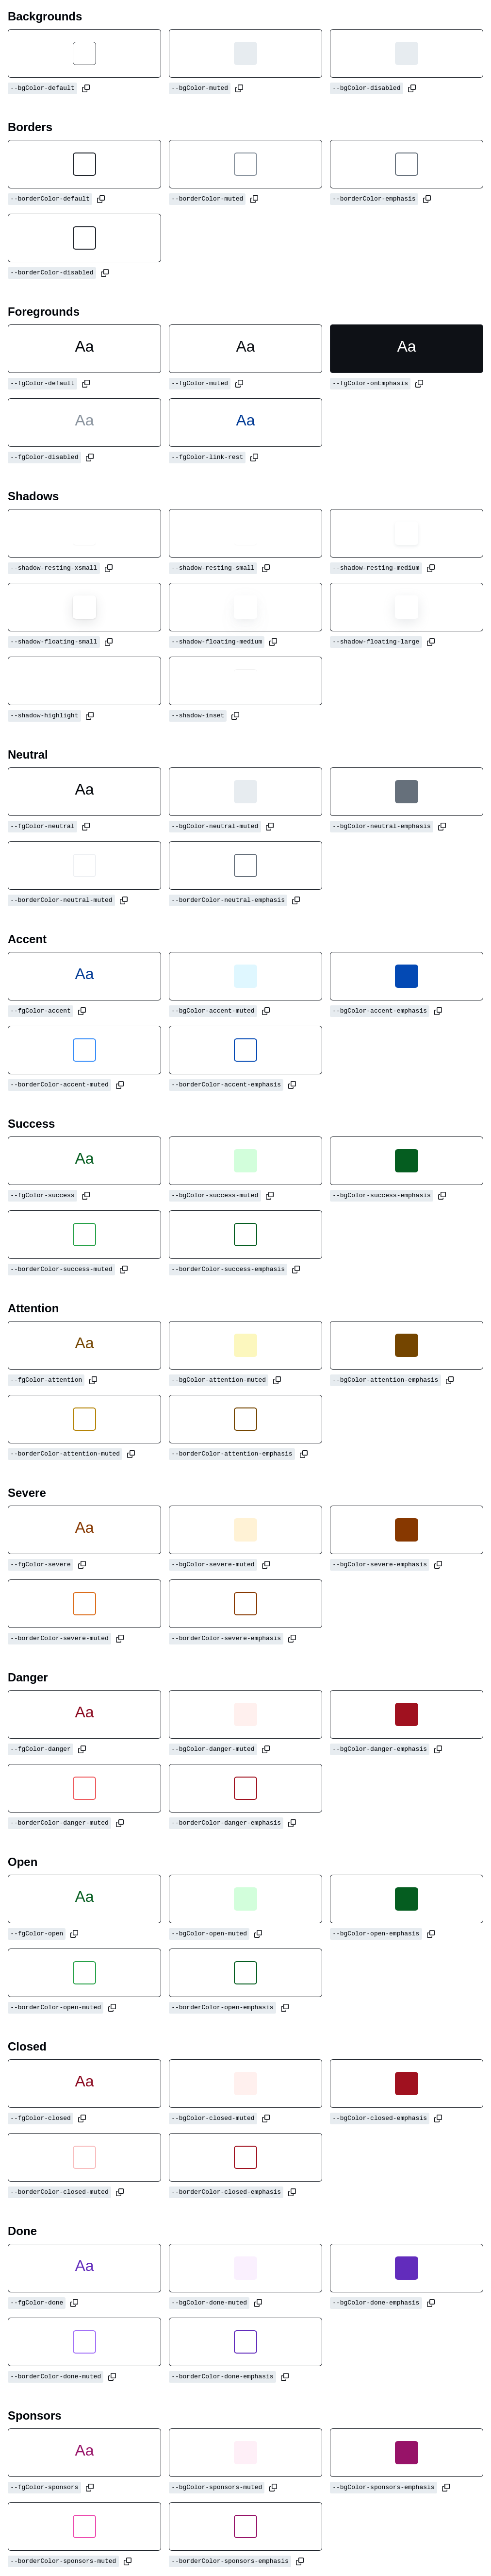 Backgrounds
--bgColor-default --bgColor-muted --bgColor-disabled
Borders
--borderColor-default --borderColor-muted --borderColor-emphasis
--borderColor-disabled
Foregrounds
Aa Aa Aa
--fgColor-default --fgColor-muted --fgColor-onEmphasis
Aa Aa
--fgColor-disabled --fgColor-link-rest
Shadows
--shadow-resting-xsmall --shadow-resting-small --shadow-resting-medium
--shadow-floating-small --shadow-floating-medium --shadow-floating-large
--shadow-highlight --shadow-inset
Neutral
Aa
--fgColor-neutral --bgColor-neutral-muted --bgColor-neutral-emphasis
--borderColor-neutral-muted --borderColor-neutral-emphasis
Accent
Aa
--fgColor-accent --bgColor-accent-muted --bgColor-accent-emphasis
--borderColor-accent-muted --borderColor-accent-emphasis
Success
Aa
--fgColor-success --bgColor-success-muted --bgColor-success-emphasis
--borderColor-success-muted --borderColor-success-emphasis
Attention
Aa
--fgColor-attention --bgColor-attention-muted --bgColor-attention-emphasis
--borderColor-attention-muted --borderColor-attention-emphasis
Severe
Aa
--fgColor-severe --bgColor-severe-muted --bgColor-severe-emphasis
--borderColor-severe-muted --borderColor-severe-emphasis
Danger
Aa
--fgColor-danger --bgColor-danger-muted --bgColor-danger-emphasis
--borderColor-danger-muted --borderColor-danger-emphasis
Open
Aa
--fgColor-open --bgColor-open-muted --bgColor-open-emphasis
--borderColor-open-muted --borderColor-open-emphasis
Closed
Aa
--fgColor-closed --bgColor-closed-muted --bgColor-closed-emphasis
--borderColor-closed-muted --borderColor-closed-emphasis
Done
Aa
--fgColor-done --bgColor-done-muted --bgColor-done-emphasis
--borderColor-done-muted --borderColor-done-emphasis
Sponsors
Aa
--fgColor-sponsors --bgColor-sponsors-muted --bgColor-sponsors-emphasis
--borderColor-sponsors-muted --borderColor-sponsors-emphasis